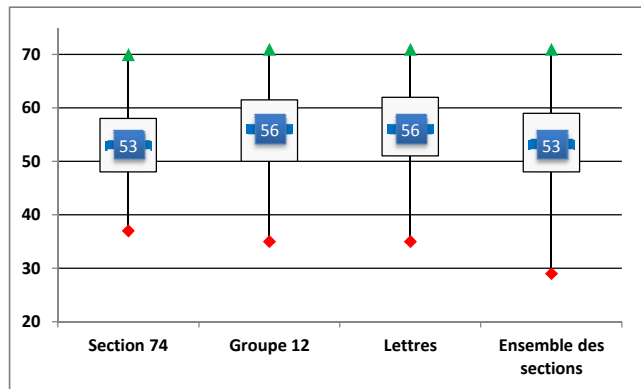 70
60
50
40
30
20
53
56
56
53
Section 74
Groupe 12
Lettres
Ensemble des
sections